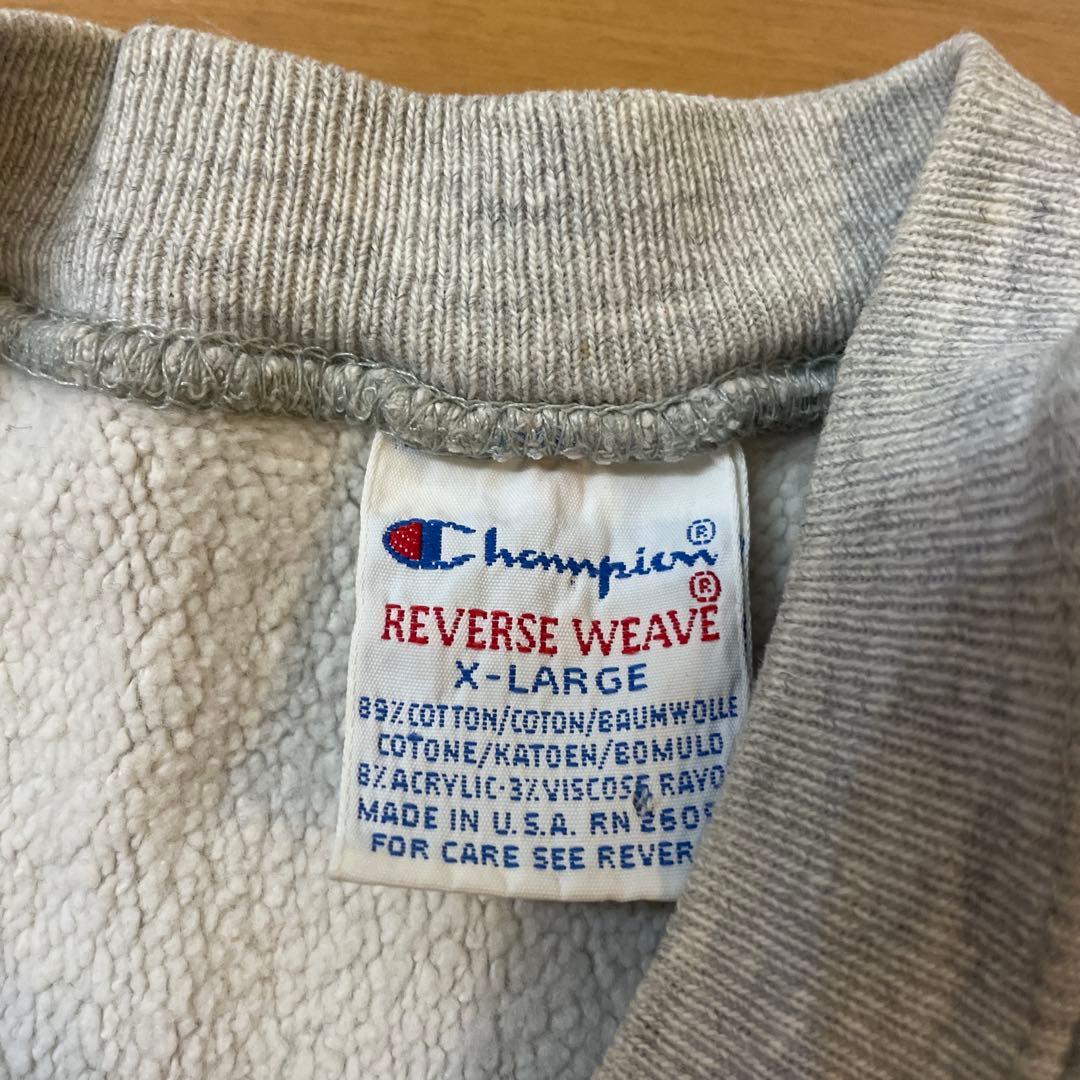 Champion®
REVERSE WEAVE®
X-LARGE
89%COTTON/COTON/BAUMWOLLE
COTONE/KATOEN/BOMULD
8%ACRYLIC-3%VISCOSE RAYO
MADE IN U.S.A. RN 2605
FOR CARE SEE REVER